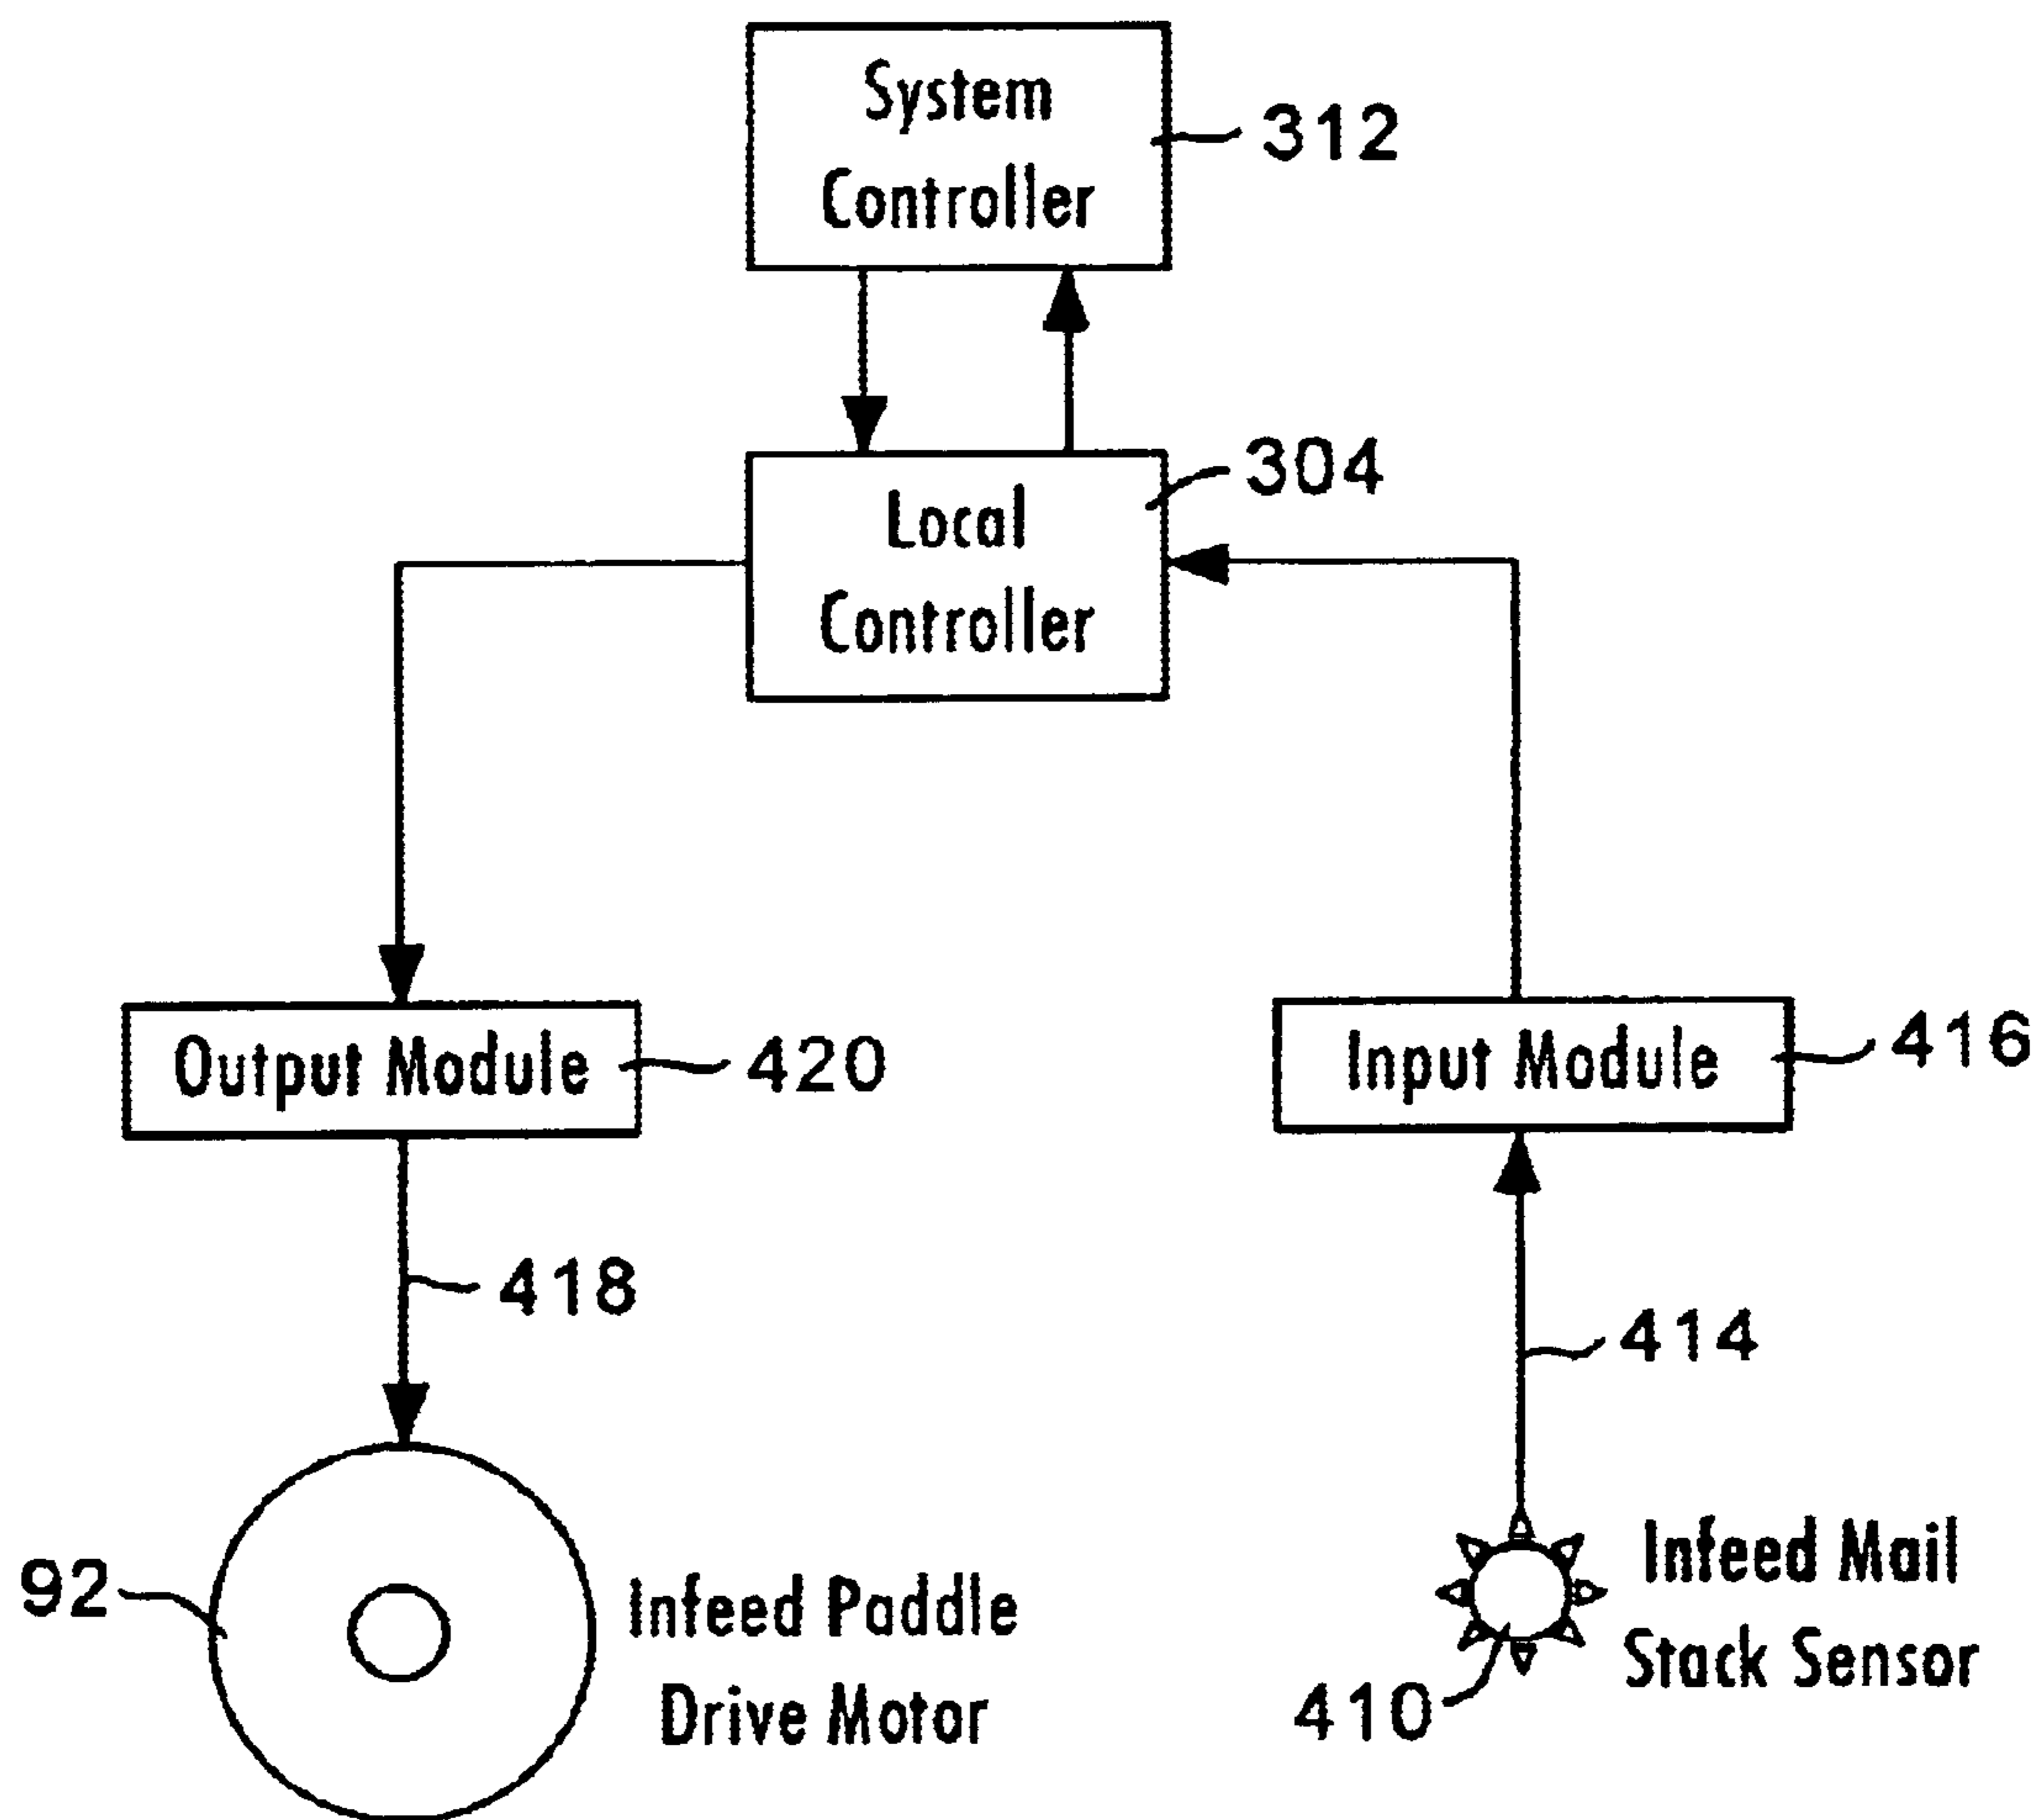 System
Controller
312
304
Local
Controller
Output Module
420
Input Module
416
418
414
92
Infeed Paddle
Drive Motor
Infeed Mail
Stack Sensor
410